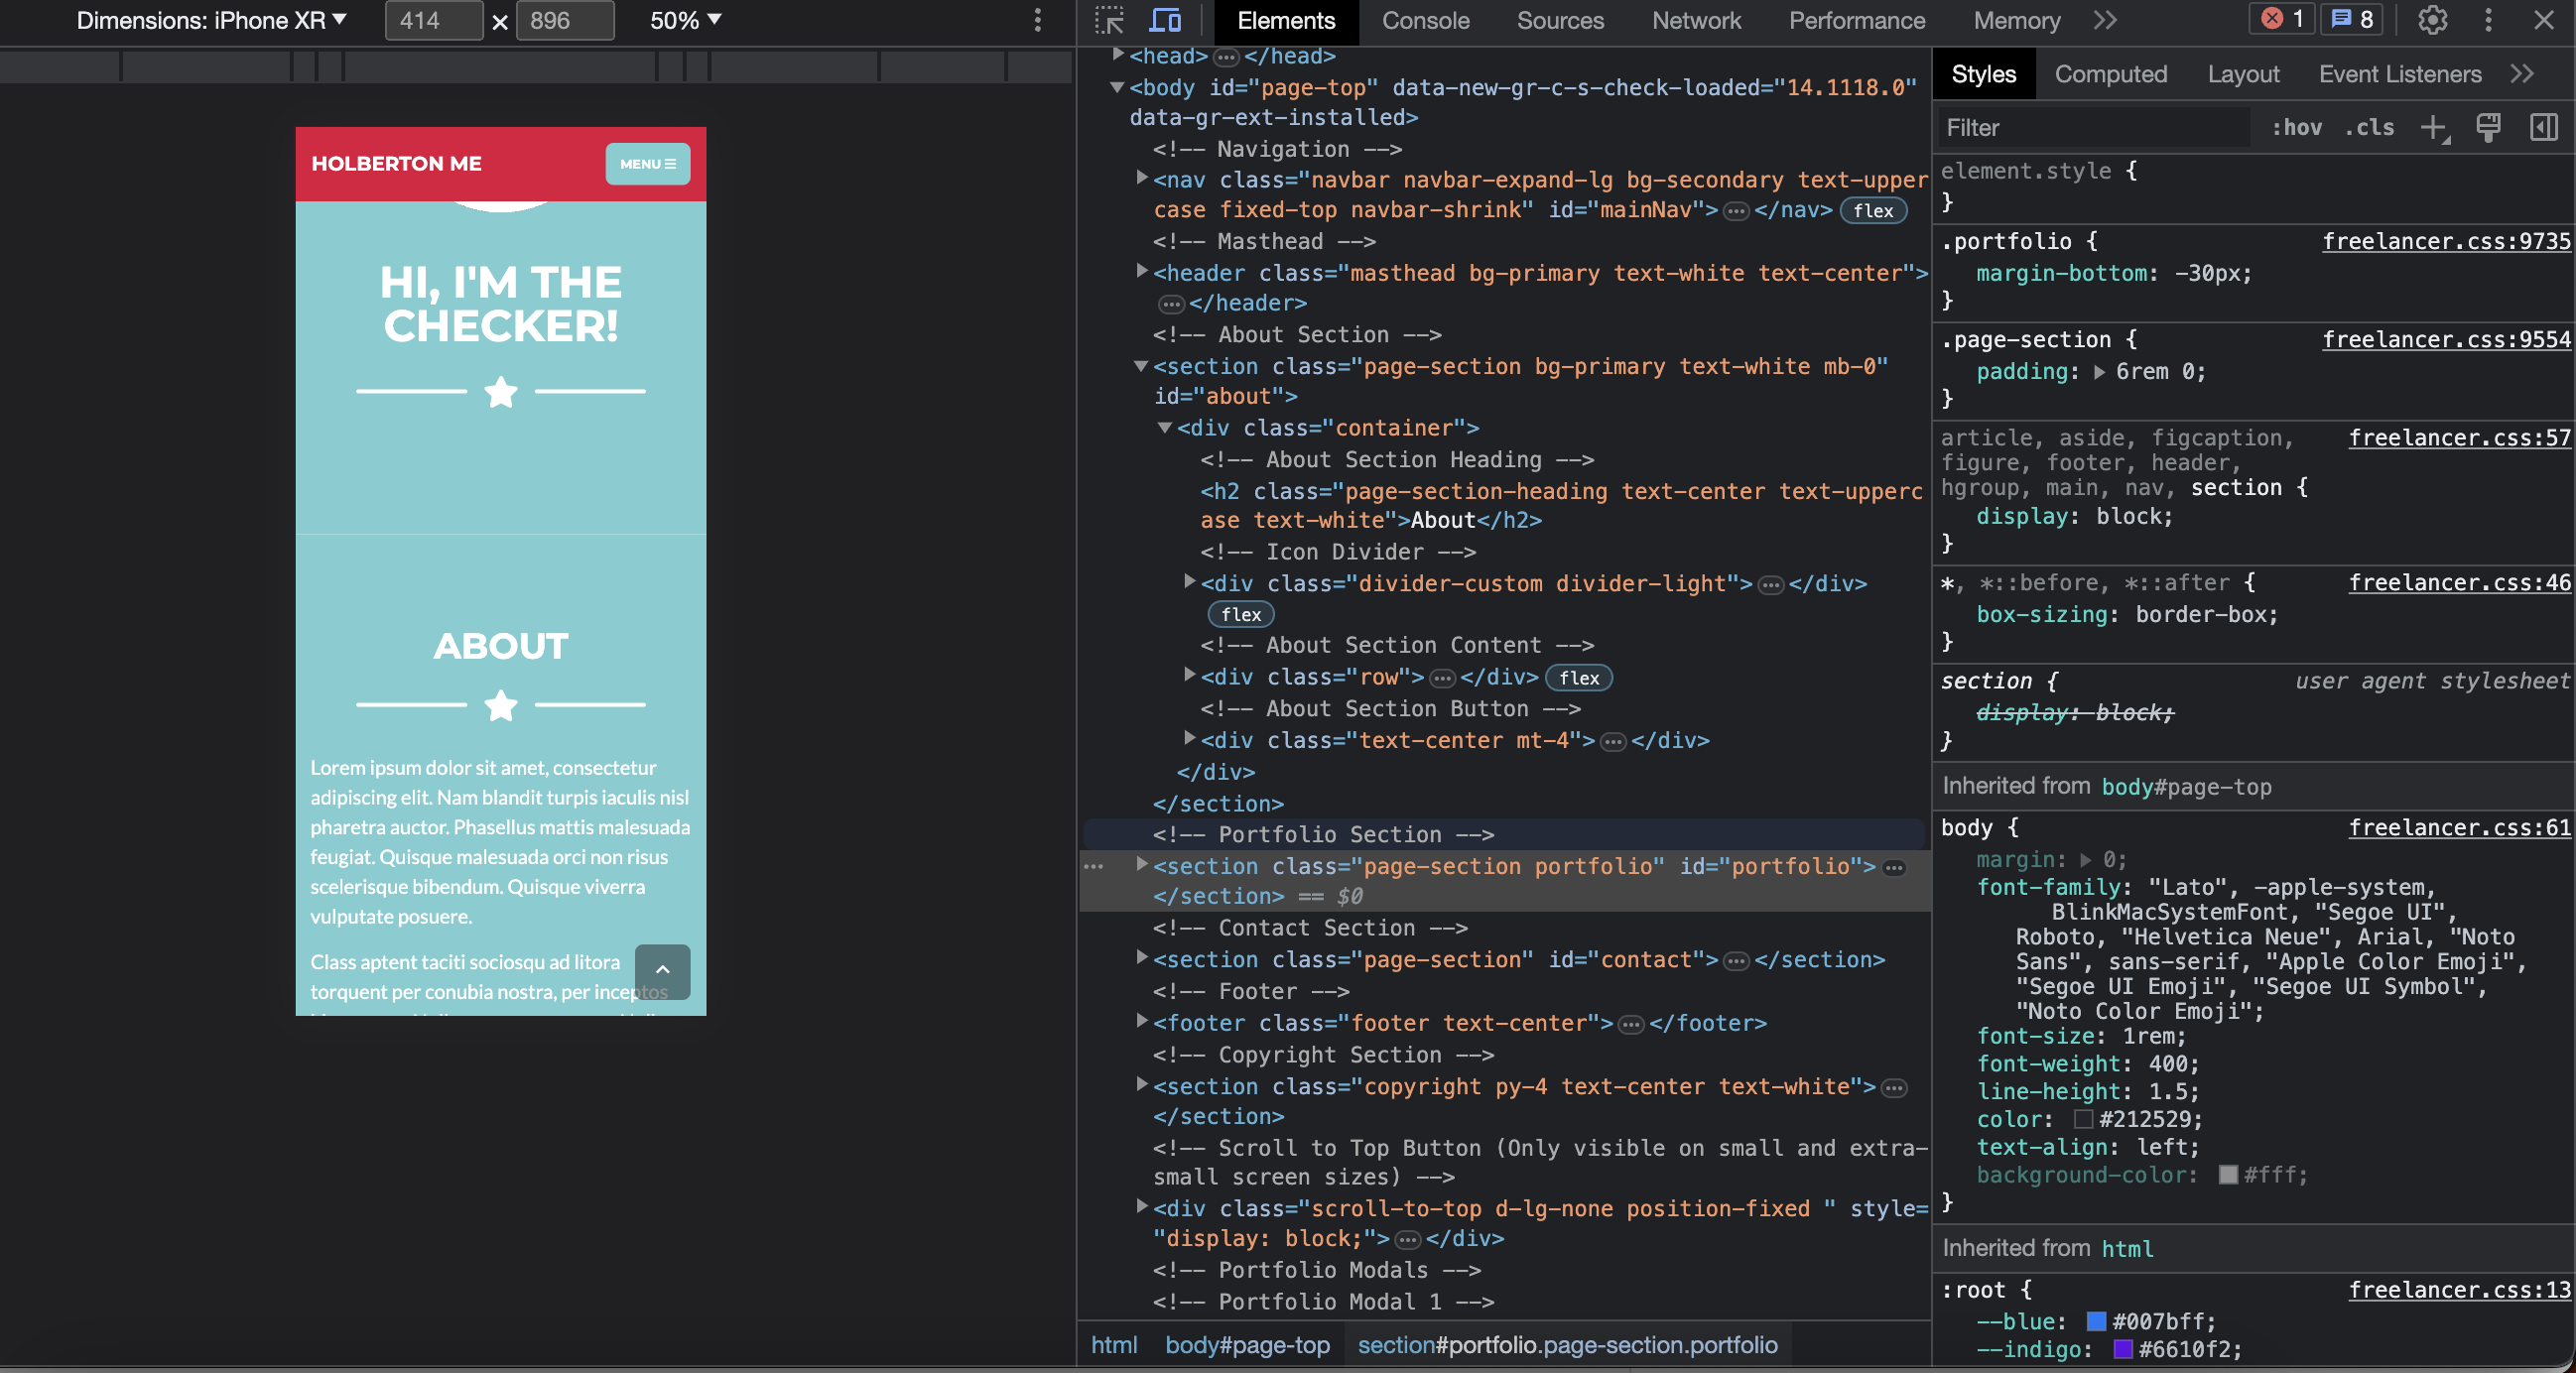 Dimensions: iPhone XR ▼ 414 × 896 50% ▼
HOLBERTON ME
MENU
HI, I'M THE
CHECKER!
ABOUT
Lorem ipsum dolor sit amet, consectetur
adipiscing elit. Nam blandit turpis iaculis nisl
pharetra auctor. Phasellus mattis malesuada
feugiat. Quisque malesuada orci non risus
scelerisque bibendum. Quisque viverra
vulputate posuere.
Class aptent taciti sociosqu ad litora
torquent per conubia nostra, per inceptos
Elements Console Sources Network Performance Memory >> 1 8
<head> ... </head>
<body id="page-top" data-new-gr-c-s-check-loaded="14.1118.0"
data-gr-ext-installed>
<!-- Navigation -->
<nav class="navbar navbar-expand-lg bg-secondary text-upper
case fixed-top navbar-shrink" id="mainNav"> ... </nav> flex
<!-- Masthead -->
<header class="masthead bg-primary text-white text-center">
... </header>
<!-- About Section -->
<section class="page-section bg-primary text-white mb-0"
id="about">
<div class="container">
<!-- About Section Heading -->
<h2 class="page-section-heading text-center text-upperc
ase text-white">About</h2>
<!-- Icon Divider -->
<div class="divider-custom divider-light"> ... </div>
flex
<!-- About Section Content -->
<div class="row"> ... </div> flex
<!-- About Section Button -->
<div class="text-center mt-4"> ... </div>
</div>
</section>
<!-- Portfolio Section -->
... <section class="page-section portfolio" id="portfolio"> ...
</section> == $0
<!-- Contact Section -->
<section class="page-section" id="contact"> ... </section>
<!-- Footer -->
<footer class="footer text-center"> ... </footer>
<!-- Copyright Section -->
<section class="copyright py-4 text-center text-white"> ...
</section>
<!-- Scroll to Top Button (Only visible on small and extra-
small screen sizes) -->
<div class="scroll-to-top d-lg-none position-fixed " style=
"display: block;"> ... </div>
<!-- Portfolio Modals -->
<!-- Portfolio Modal 1 -->
html body#page-top section#portfolio.page-section.portfolio
Styles Computed Layout Event Listeners >>
Filter :hov .cls
element.style {
}
.portfolio { freelancer.css:9735
margin-bottom: -30px;
}
.page-section { freelancer.css:9554
padding: 6rem 0;
}
article, aside, figcaption, freelancer.css:57
figure, footer, header,
hgroup, main, nav, section {
display: block;
}
*, *::before, *::after { freelancer.css:46
box-sizing: border-box;
}
section { user agent stylesheet
display: block;
}
Inherited from body#page-top
body { freelancer.css:61
margin: 0;
font-family: "Lato", -apple-system,
BlinkMacSystemFont, "Segoe UI",
Roboto, "Helvetica Neue", Arial, "Noto
Sans", sans-serif, "Apple Color Emoji",
"Segoe UI Emoji", "Segoe UI Symbol",
"Noto Color Emoji";
font-size: 1rem;
font-weight: 400;
line-height: 1.5;
color: #212529;
text-align: left;
background-color: #fff;
}
Inherited from html
:root { freelancer.css:13
--blue: #007bff;
--indigo: #6610f2;